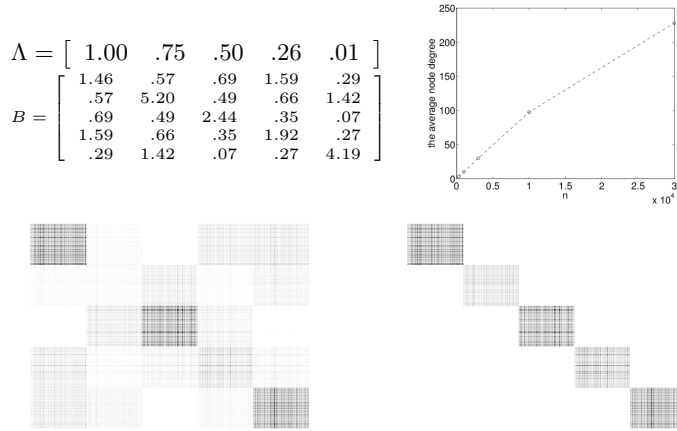 Λ = [ 1.00 .75 .50 .26 .01 ]
B = [ 1.46 .57 .69 1.59 .29
.57 5.20 .49 .66 1.42
.69 .49 2.44 .35 .07
1.59 .66 .35 1.92 .27
.29 1.42 .07 .27 4.19 ]
the average node degree
250
200
150
100
50
0
0 0.5 1 1.5 2 2.5 3
n
x 10⁴